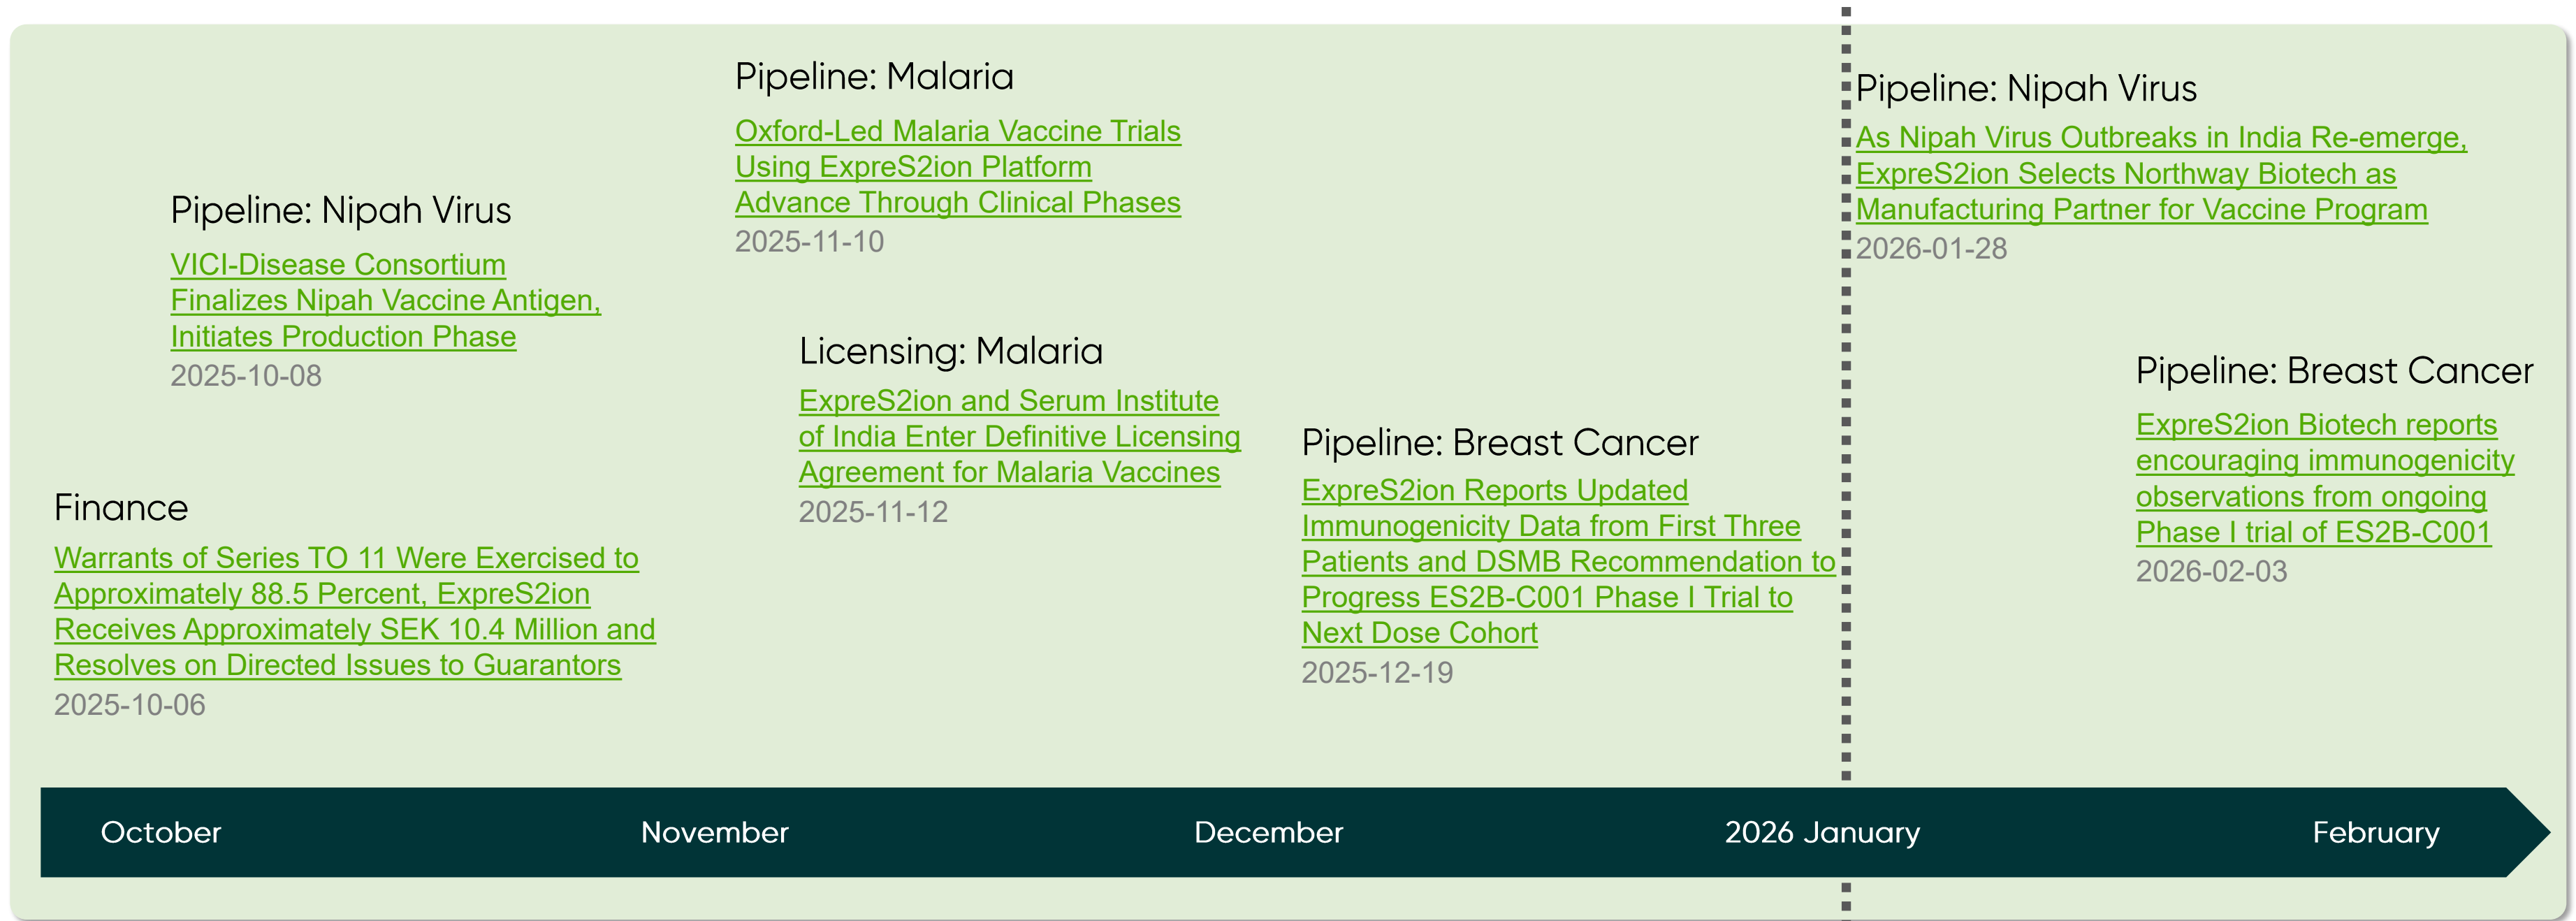 Pipeline: Nipah Virus
VICI-Disease Consortium
Finalizes Nipah Vaccine Antigen,
Initiates Production Phase
2025-10-08
Finance
Warrants of Series TO 11 Were Exercised to
Approximately 88.5 Percent, ExpreS2ion
Receives Approximately SEK 10.4 Million and
Resolves on Directed Issues to Guarantors
2025-10-06
Pipeline: Malaria
Oxford-Led Malaria Vaccine Trials
Using ExpreS2ion Platform
Advance Through Clinical Phases
2025-11-10
Licensing: Malaria
ExpreS2ion and Serum Institute
of India Enter Definitive Licensing
Agreement for Malaria Vaccines
2025-11-12
Pipeline: Breast Cancer
ExpreS2ion Reports Updated
Immunogenicity Data from First Three
Patients and DSMB Recommendation to
Progress ES2B-C001 Phase I Trial to
Next Dose Cohort
2025-12-19
Pipeline: Nipah Virus
As Nipah Virus Outbreaks in India Re-emerge,
ExpreS2ion Selects Northway Biotech as
Manufacturing Partner for Vaccine Program
2026-01-28
Pipeline: Breast Cancer
ExpreS2ion Biotech reports
encouraging immunogenicity
observations from ongoing
Phase I trial of ES2B-C001
2026-02-03
October
November
December
2026 January
February